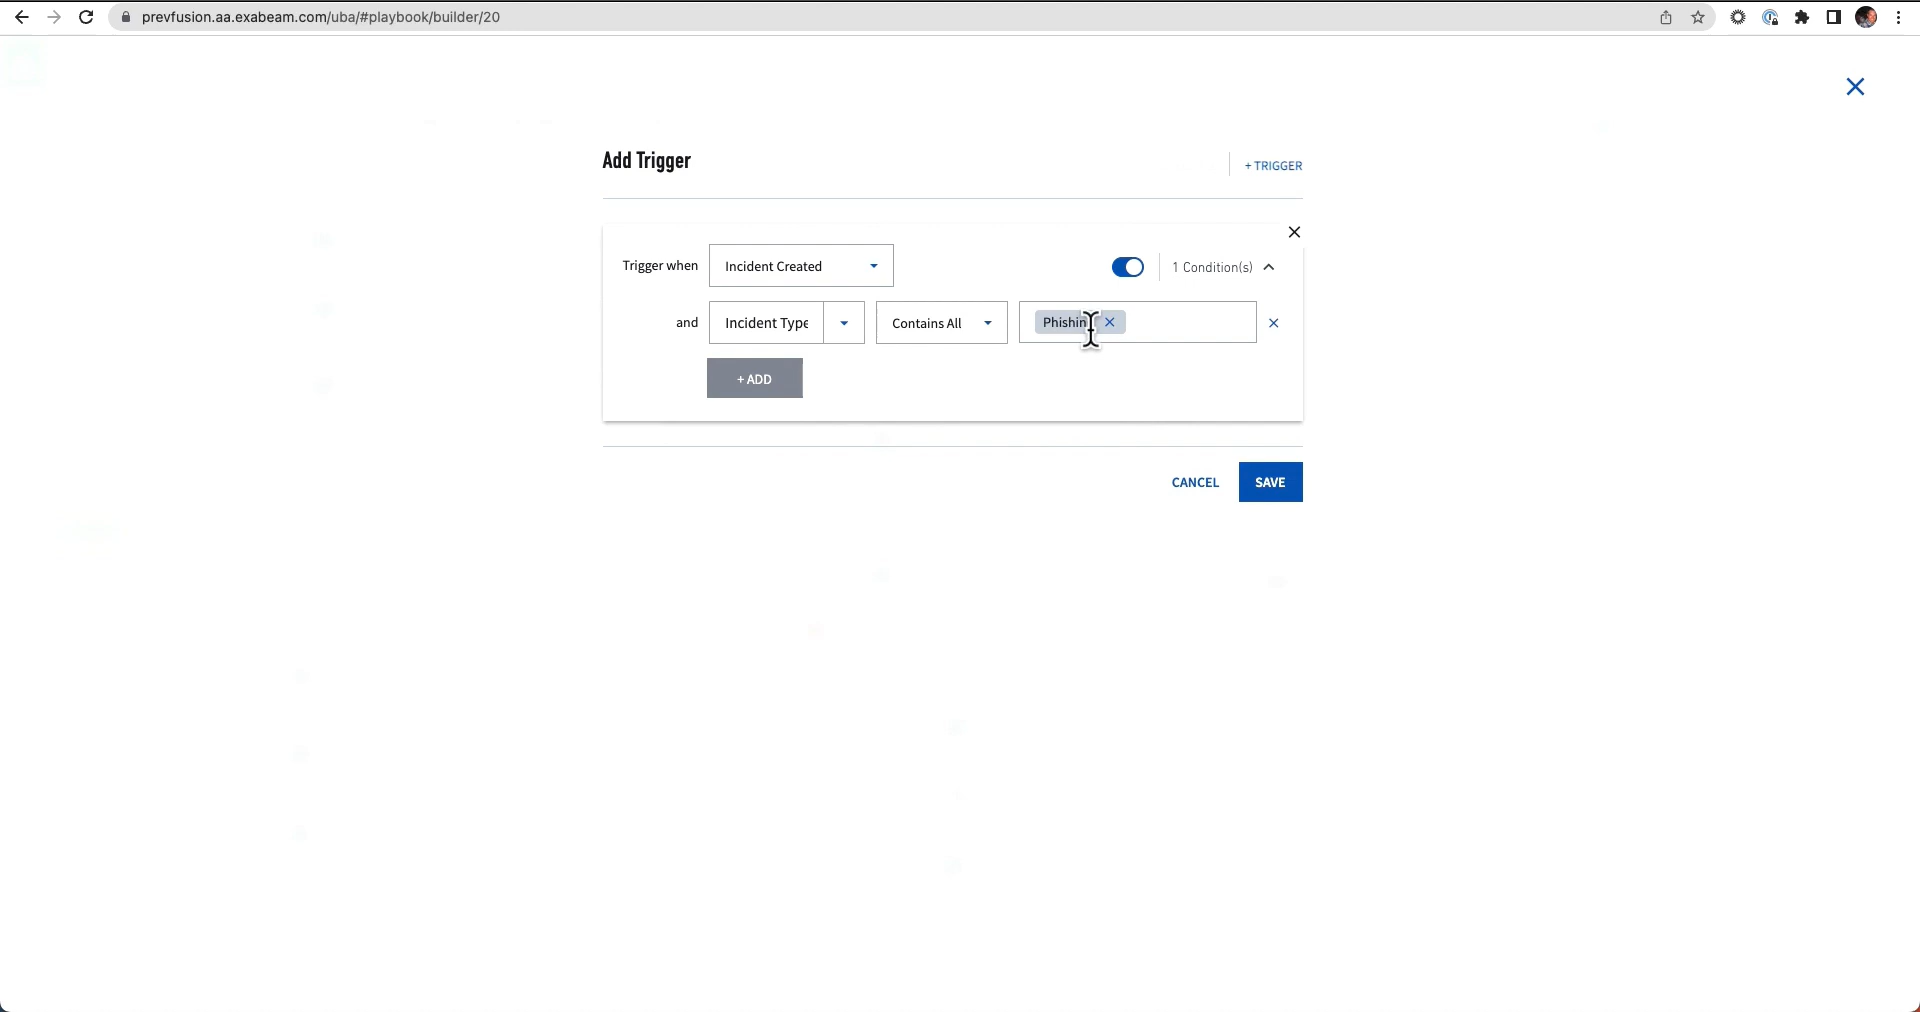 prevfusion.aa.exabeam.com/uba/#playbook/builder/20
Add Trigger
+ TRIGGER
Trigger when
Incident Created
1 Condition(s)
and
Incident Type
Contains All
Phishin
+ ADD
CANCEL
SAVE